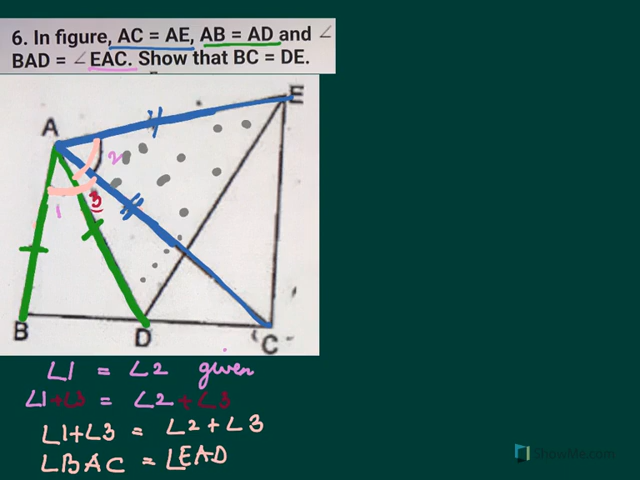 6. In figure, AC = AE, AB = AD and ∠
BAD = ∠EAC. Show that BC = DE.
E
A
2
3
1
B
D
C
∠1 = ∠2 given
∠1+∠3 = ∠2+∠3
∠1+∠3 = ∠2+∠3
∠BAC = ∠EAD
ShowMe.com